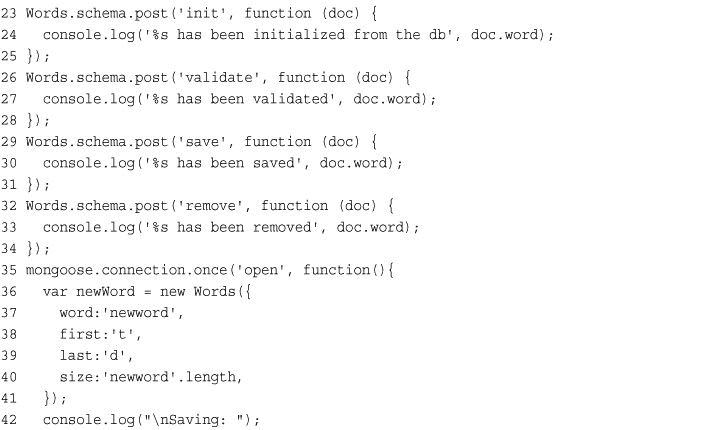 23 Words.schema.post('init', function (doc) {
24   console.log('%s has been initialized from the db', doc.word);
25 });
26 Words.schema.post('validate', function (doc) {
27   console.log('%s has been validated', doc.word);
28 });
29 Words.schema.post('save', function (doc) {
30   console.log('%s has been saved', doc.word);
31 });
32 Words.schema.post('remove', function (doc) {
33   console.log('%s has been removed', doc.word);
34 });
35 mongoose.connection.once('open', function(){
36   var newWord = new Words({
37     word:'newword',
38     first:'t',
39     last:'d',
40     size:'newword'.length,
41   });
42   console.log("\nSaving: ");